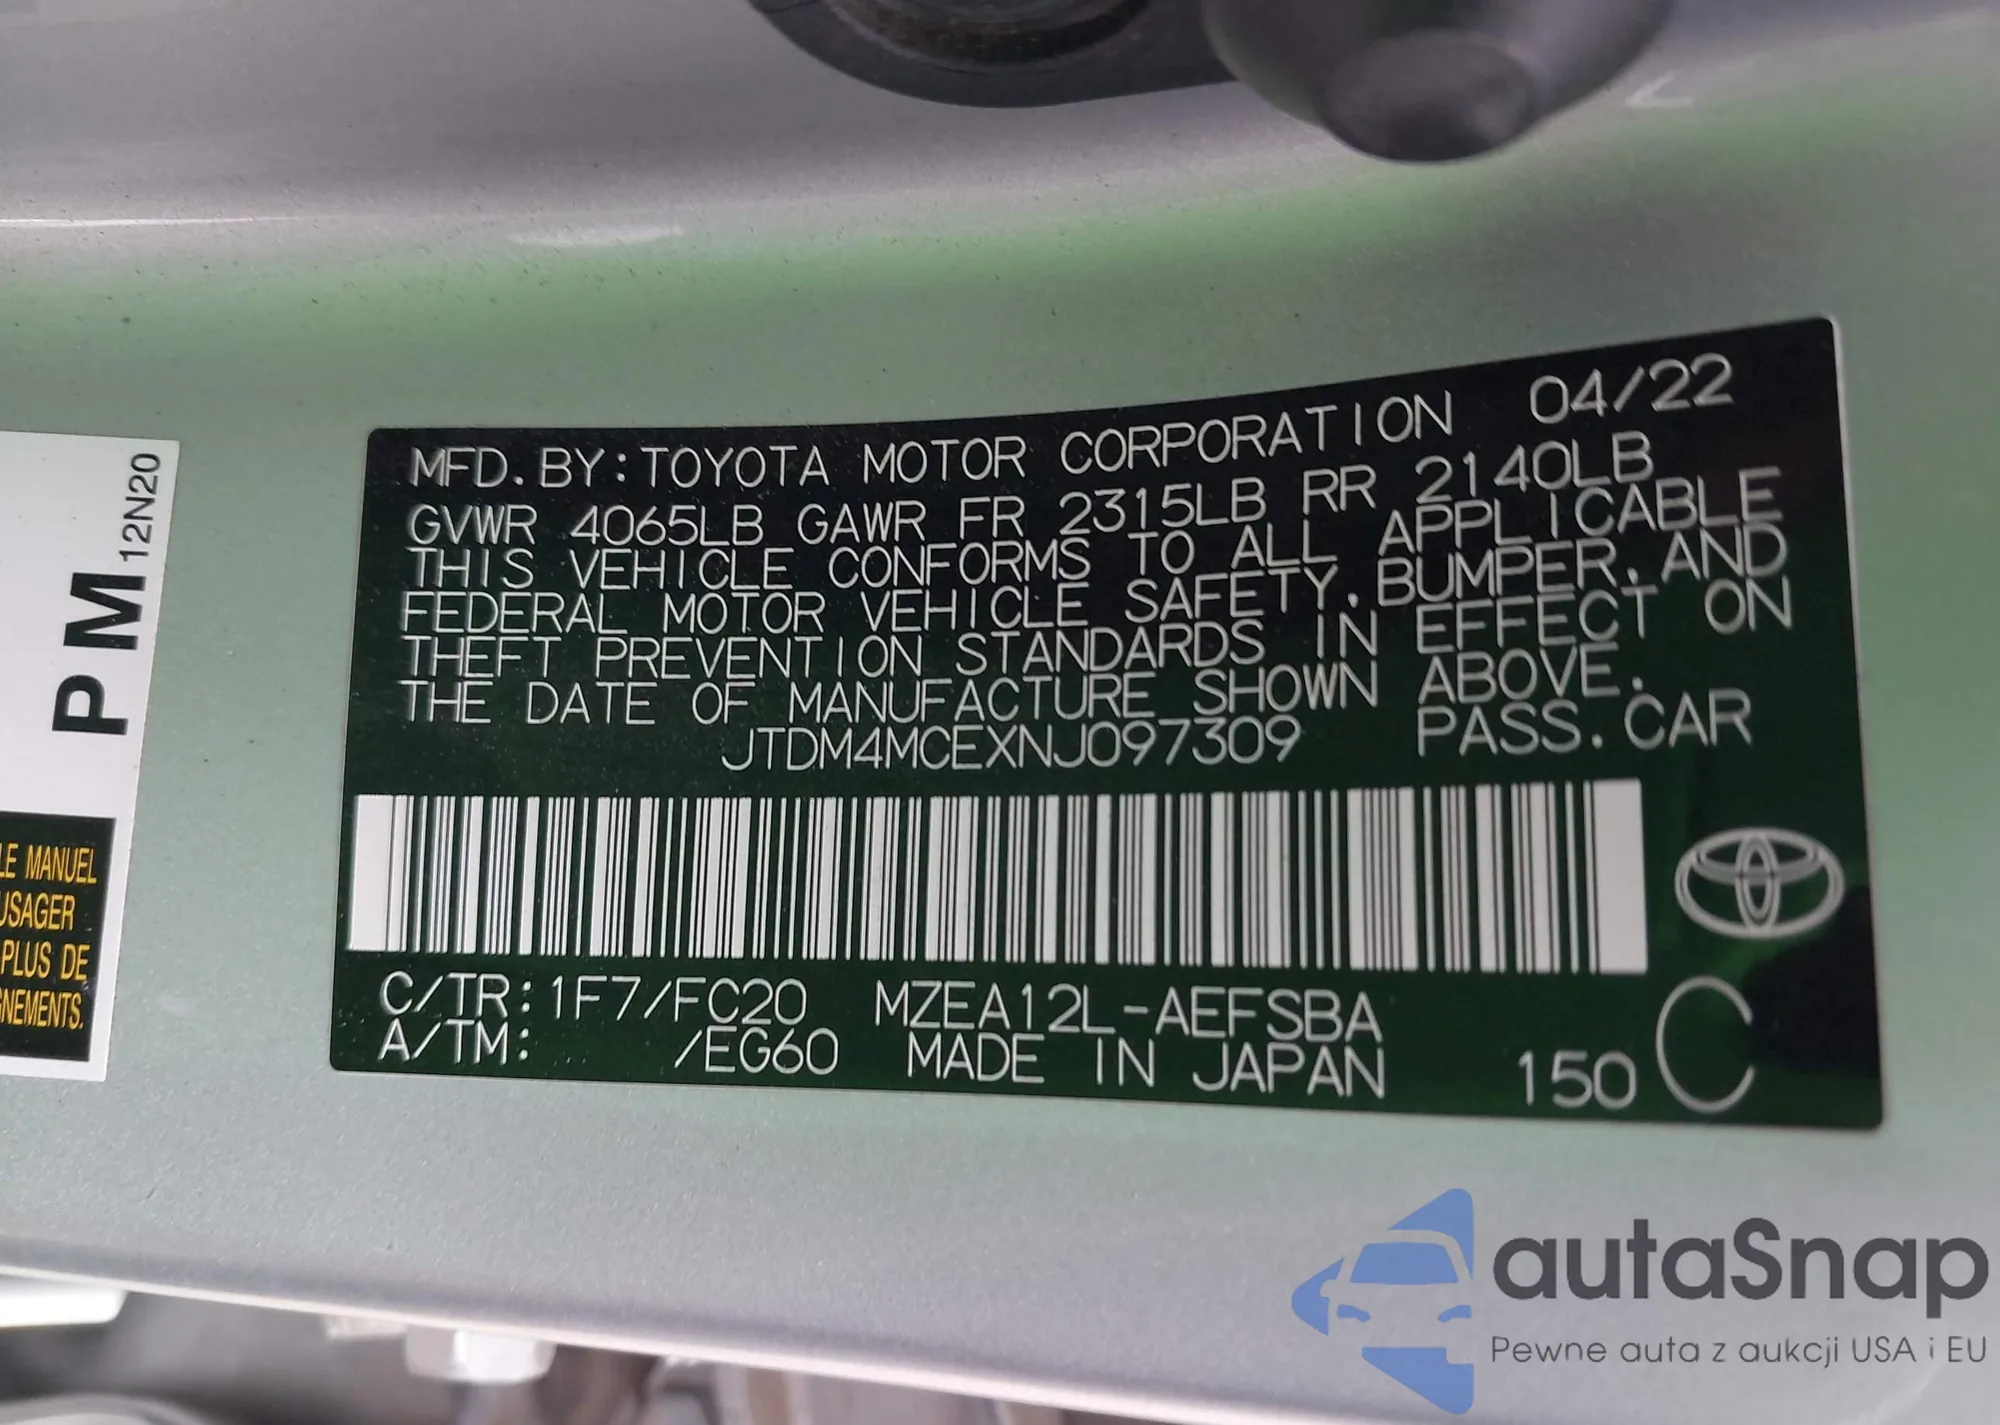 MFD. BY: TOYOTA MOTOR CORPORATION 04/22
GVWR 4065LB GAWR FR 2315LB RR 2140LB
THIS VEHICLE CONFORMS TO ALL APPLICABLE
FEDERAL MOTOR VEHICLE SAFETY, BUMPER, AND
THEFT PREVENTION STANDARDS IN EFFECT ON
THE DATE OF MANUFACTURE SHOWN ABOVE.
JTDM4MCEXNJ097309 PASS. CAR
C/TR: 1F7/FC20 MZEA12L-AEFSBA
A/TM: /EG60 MADE IN JAPAN 150 C
PM 12N20
LE MANUEL
USAGER
PLUS DE
GNEMENTS.
autaSnap
Pewne auta z aukcji USA i EU